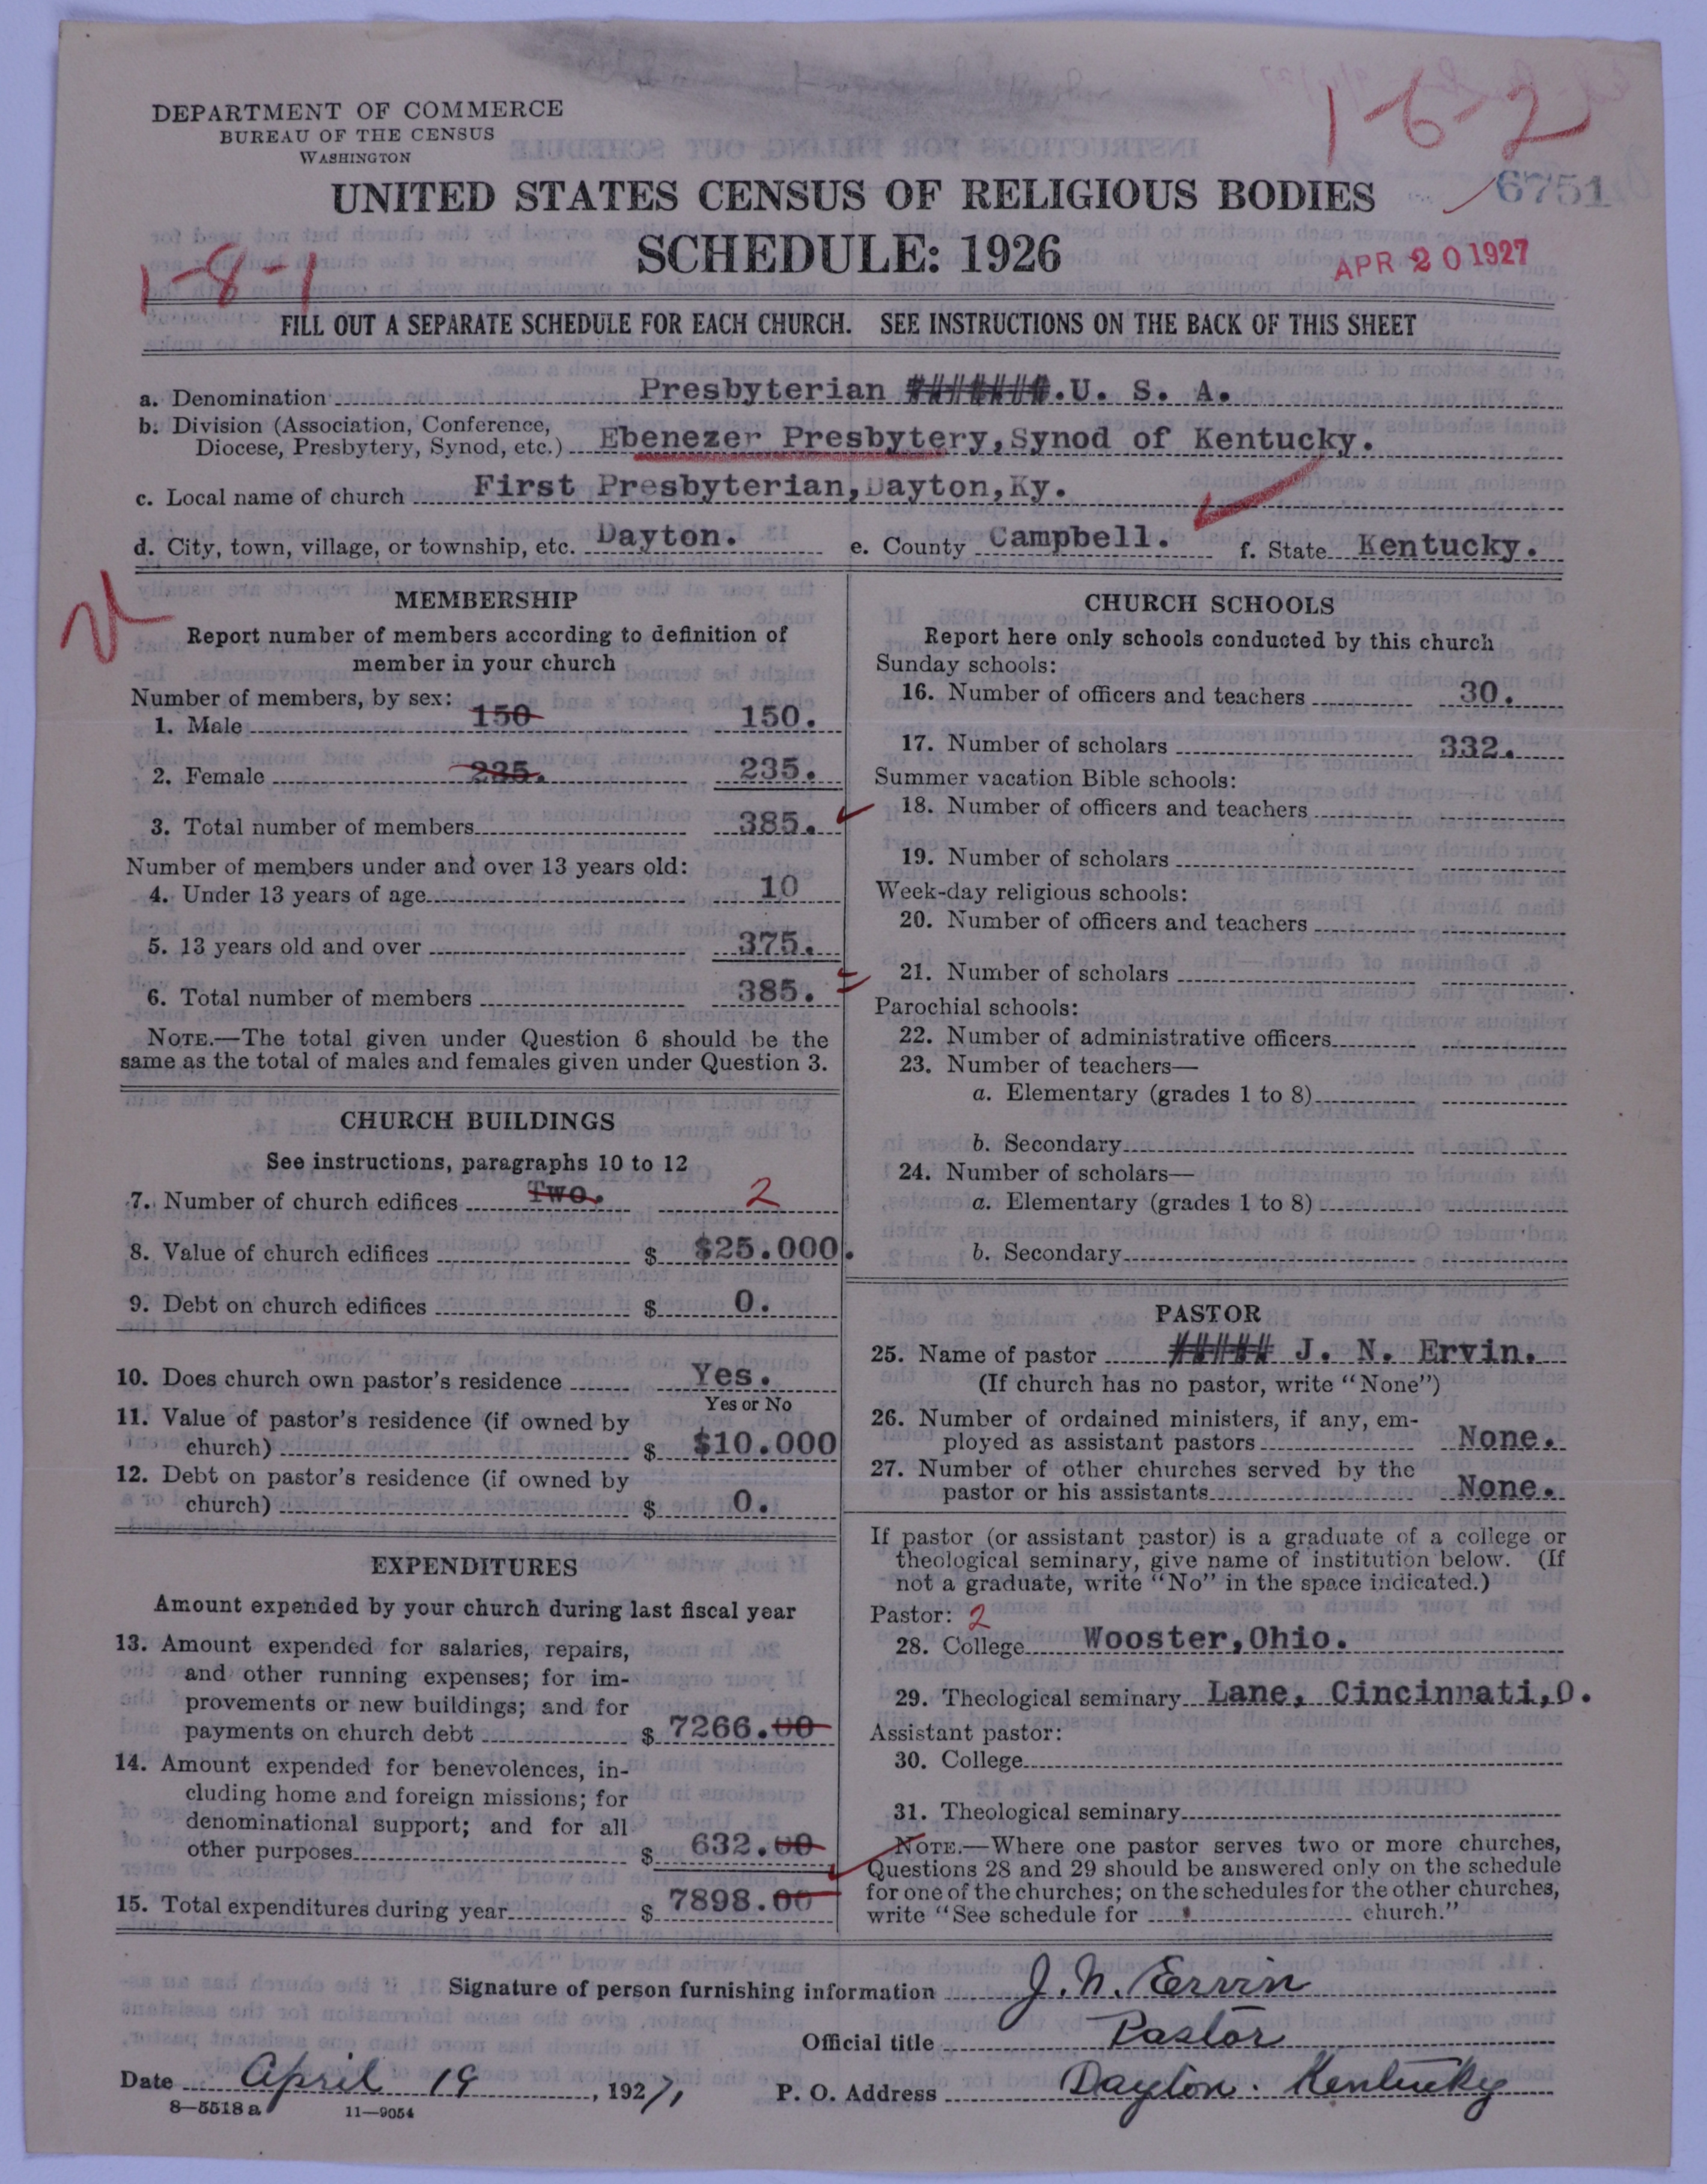 1-6-2
DEPARTMENT OF COMMERCE
BUREAU OF THE CENSUS
WASHINGTON
UNITED STATES CENSUS OF RELIGIOUS BODIES
6751
SCHEDULE: 1926
APR 20 1927
1-8-1
FILL OUT A SEPARATE SCHEDULE FOR EACH CHURCH. SEE INSTRUCTIONS ON THE BACK OF THIS SHEET
a. Denomination Presbyterian #######.U. S. A.
b. Division (Association, Conference,
Diocese, Presbytery, Synod, etc.) Ebenezer Presbytery, Synod of Kentucky.
c. Local name of church First Presbyterian, Dayton, Ky.
d. City, town, village, or township, etc. Dayton. e. County Campbell. f. State Kentucky.
MEMBERSHIP
Report number of members according to definition of
member in your church
Number of members, by sex:
1. Male 150 150.
2. Female 235. 235.
3. Total number of members 385.
Number of members under and over 13 years old:
4. Under 13 years of age 10
5. 13 years old and over 375.
6. Total number of members 385.
NOTE.—The total given under Question 6 should be the
same as the total of males and females given under Question 3.
CHURCH BUILDINGS
See instructions, paragraphs 10 to 12
7. Number of church edifices Two. 2
8. Value of church edifices $ $25.000.
9. Debt on church edifices $ 0.
10. Does church own pastor's residence Yes.
Yes or No
11. Value of pastor's residence (if owned by
church) $ $10.000
12. Debt on pastor's residence (if owned by
church) $ 0.
EXPENDITURES
Amount expended by your church during last fiscal year
13. Amount expended for salaries, repairs,
and other running expenses; for im-
provements or new buildings; and for
payments on church debt $ 7266.00
14. Amount expended for benevolences, in-
cluding home and foreign missions; for
denominational support; and for all
other purposes $ 632.00
15. Total expenditures during year $ 7898.00
CHURCH SCHOOLS
Report here only schools conducted by this church
Sunday schools:
16. Number of officers and teachers 30.
17. Number of scholars 332.
Summer vacation Bible schools:
18. Number of officers and teachers
19. Number of scholars
Week-day religious schools:
20. Number of officers and teachers
21. Number of scholars
Parochial schools:
22. Number of administrative officers
23. Number of teachers—
a. Elementary (grades 1 to 8)
b. Secondary
24. Number of scholars—
a. Elementary (grades 1 to 8)
b. Secondary
PASTOR
25. Name of pastor ##### J. N. Ervin.
(If church has no pastor, write "None")
26. Number of ordained ministers, if any, em-
ployed as assistant pastors None.
27. Number of other churches served by the
pastor or his assistants None.
If pastor (or assistant pastor) is a graduate of a college or
theological seminary, give name of institution below. (If
not a graduate, write "No" in the space indicated.)
Pastor: 2
28. College Wooster, Ohio.
29. Theological seminary Lane, Cincinnati, O.
Assistant pastor:
30. College
31. Theological seminary
NOTE.—Where one pastor serves two or more churches,
Questions 28 and 29 should be answered only on the schedule
for one of the churches; on the schedules for the other churches,
write "See schedule for church."
Signature of person furnishing information J. N. Ervin
Official title Pastor
Date April 19, 1927, P. O. Address Dayton. Kentucky
8—5518 a 11—9054